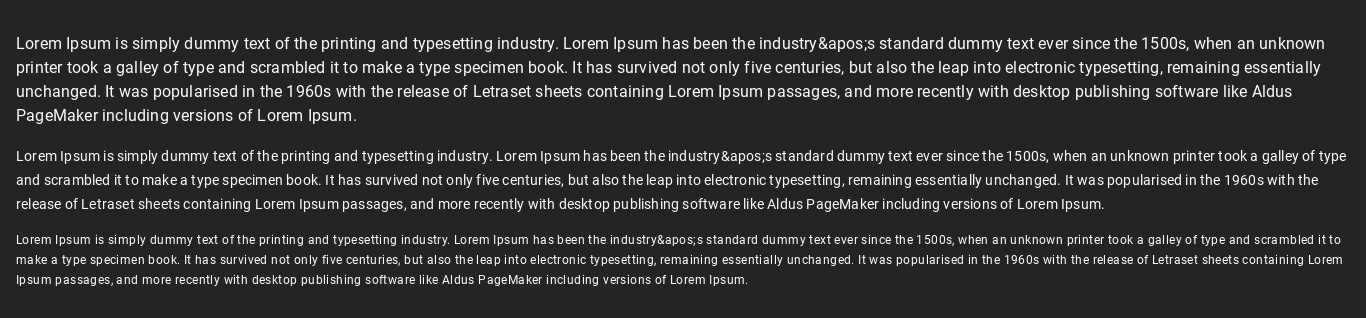 Lorem Ipsum is simply dummy text of the printing and typesetting industry. Lorem Ipsum has been the industry&apos;s standard dummy text ever since the 1500s, when an unknown
printer took a galley of type and scrambled it to make a type specimen book. It has survived not only five centuries, but also the leap into electronic typesetting, remaining essentially
unchanged. It was popularised in the 1960s with the release of Letraset sheets containing Lorem Ipsum passages, and more recently with desktop publishing software like Aldus
PageMaker including versions of Lorem Ipsum.
Lorem Ipsum is simply dummy text of the printing and typesetting industry. Lorem Ipsum has been the industry&apos;s standard dummy text ever since the 1500s, when an unknown printer took a galley of type
and scrambled it to make a type specimen book. It has survived not only five centuries, but also the leap into electronic typesetting, remaining essentially unchanged. It was popularised in the 1960s with the
release of Letraset sheets containing Lorem Ipsum passages, and more recently with desktop publishing software like Aldus PageMaker including versions of Lorem Ipsum.
Lorem Ipsum is simply dummy text of the printing and typesetting industry. Lorem Ipsum has been the industry&apos;s standard dummy text ever since the 1500s, when an unknown printer took a galley of type and scrambled it to
make a type specimen book. It has survived not only five centuries, but also the leap into electronic typesetting, remaining essentially unchanged. It was popularised in the 1960s with the release of Letraset sheets containing Lorem
Ipsum passages, and more recently with desktop publishing software like Aldus PageMaker including versions of Lorem Ipsum.